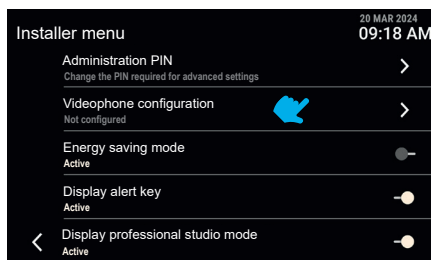 20 MAR 2024
Installer menu
09:18 AM
Administration PIN
Change the PIN required for advanced settings
Videophone configuration
Not configured
Energy saving mode
Active
Display alert key
Active
Display professional studio mode
Active